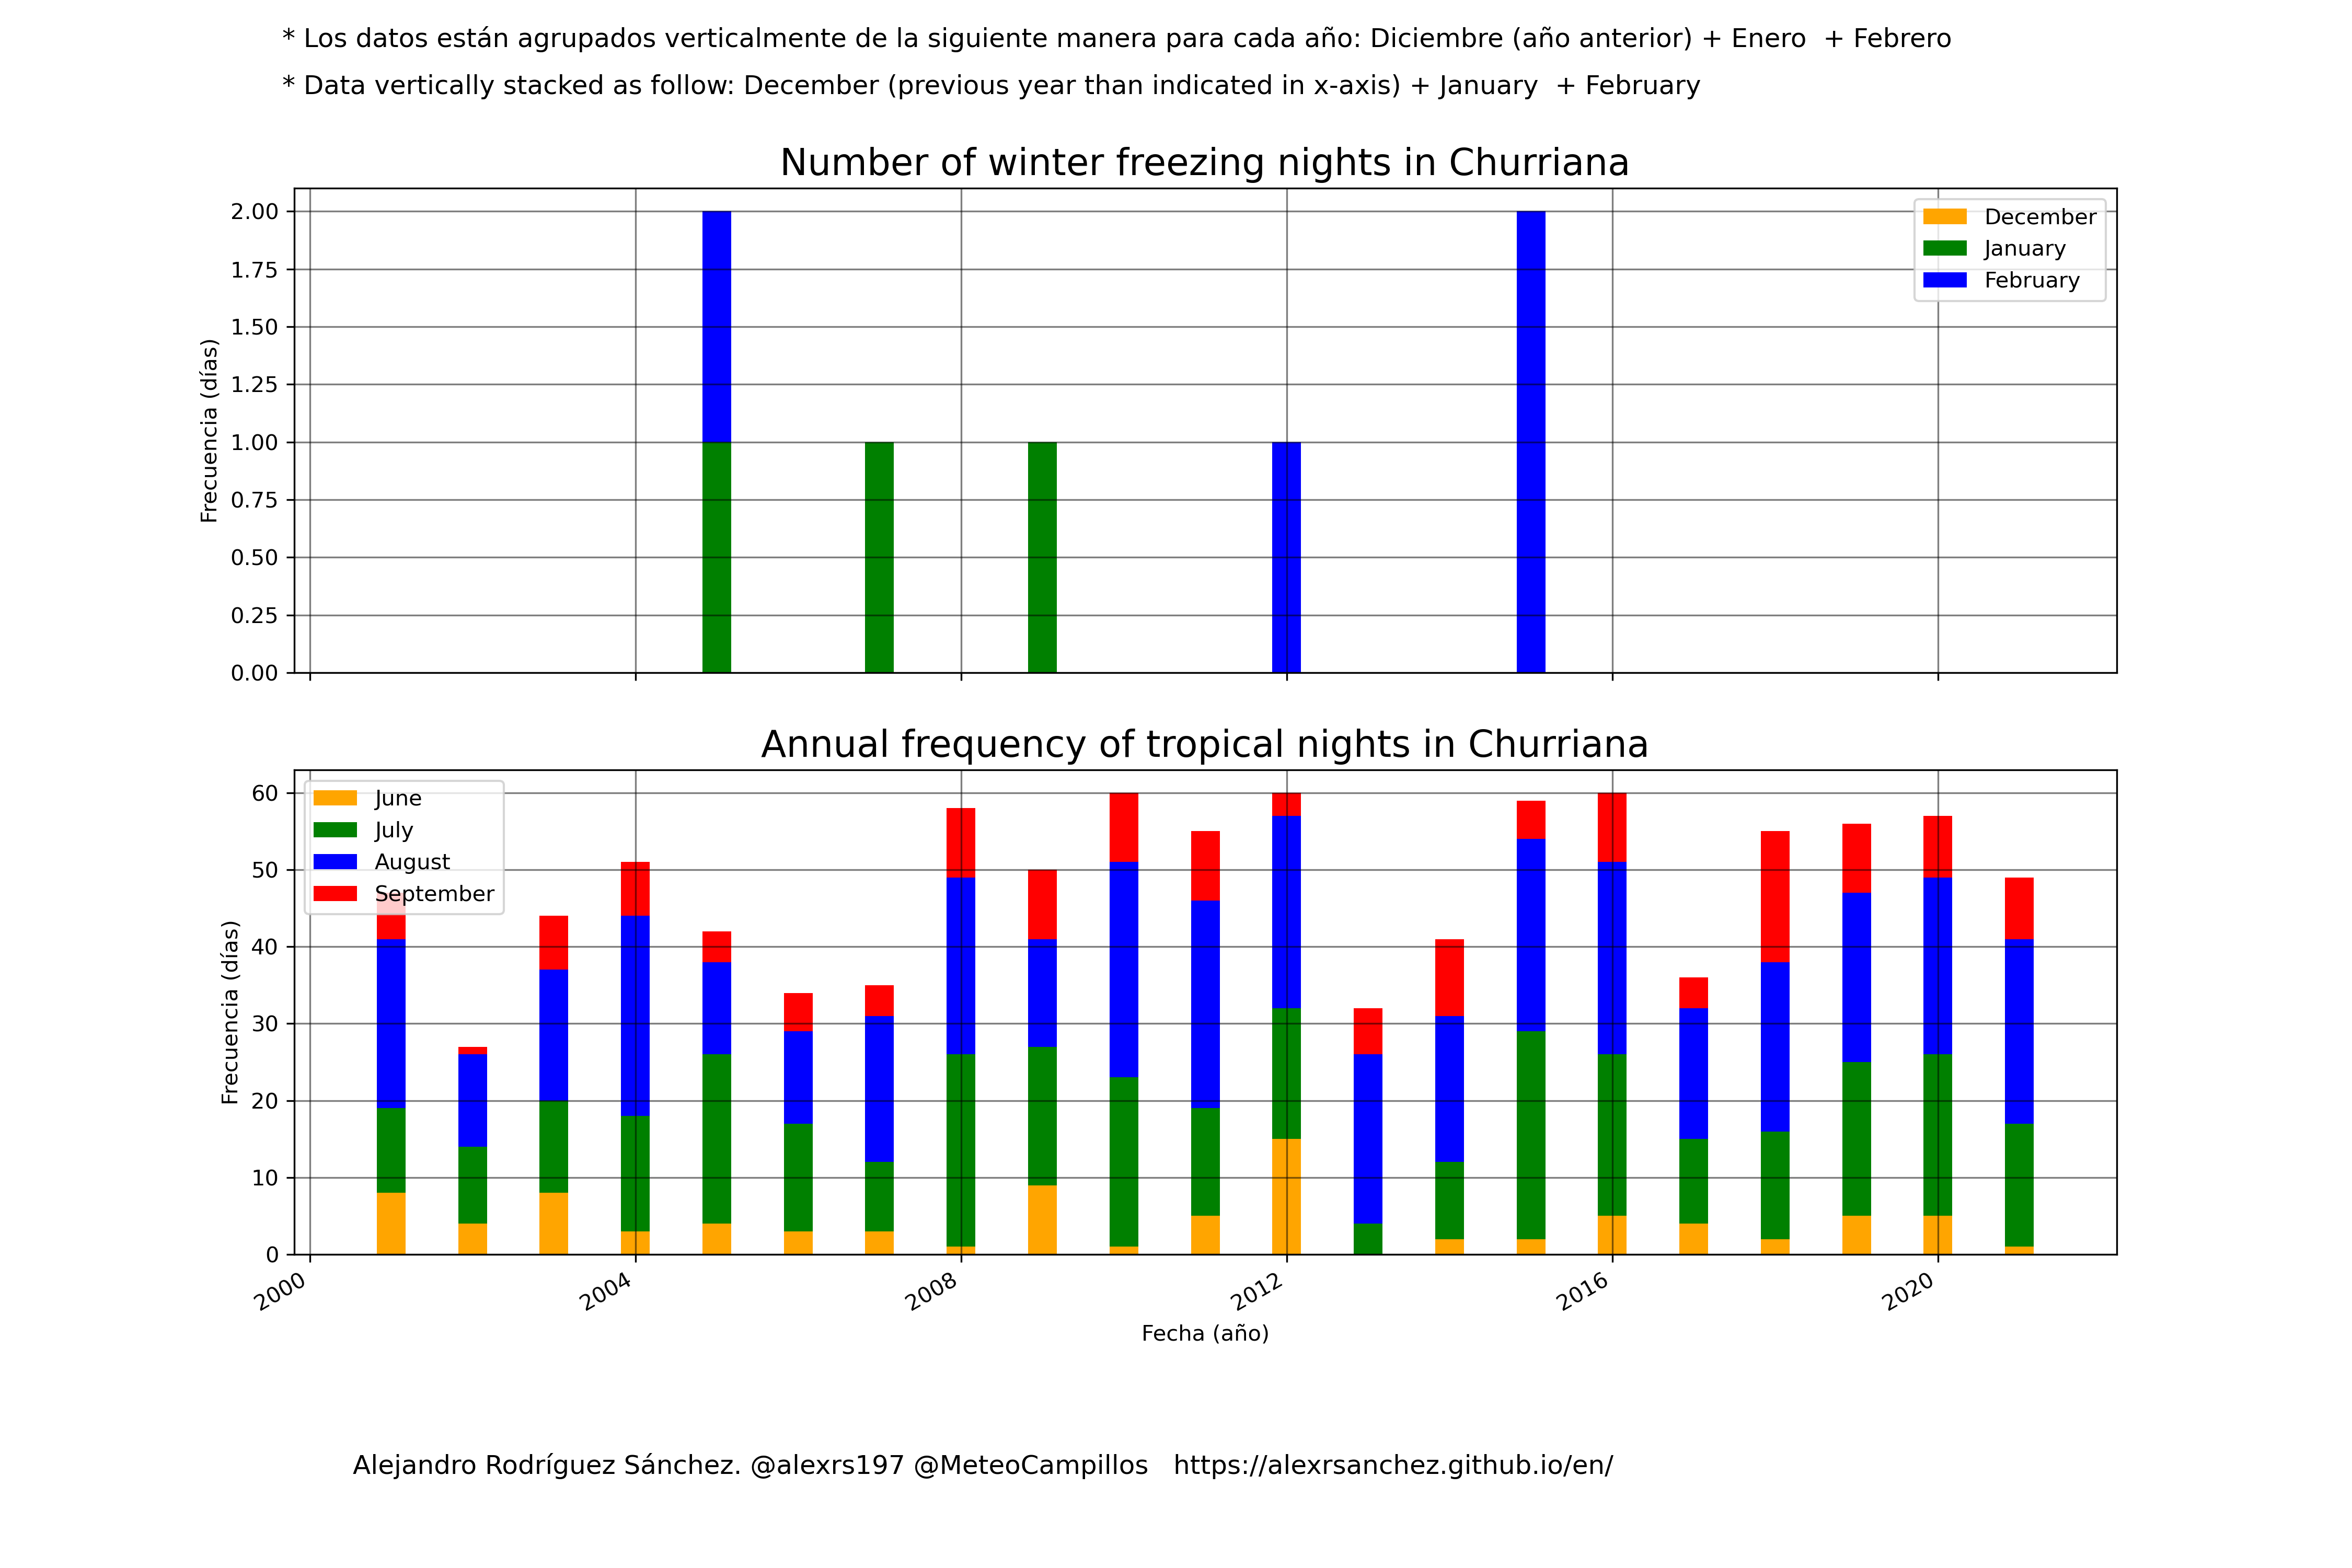 * Los datos están agrupados verticalmente de la siguiente manera para cada año: Diciembre (año anterior) + Enero  + Febrero
* Data vertically stacked as follow: December (previous year than indicated in x-axis) + January  + February
Number of winter freezing nights in Churriana
Frecuencia (días)
2.00
1.75
1.50
1.25
1.00
0.75
0.50
0.25
0.00
December
January
February
Annual frequency of tropical nights in Churriana
Frecuencia (días)
60
50
40
30
20
10
0
June
July
August
September
2000
2004
2008
2012
2016
2020
Fecha (año)
Alejandro Rodríguez Sánchez. @alexrs197 @MeteoCampillos   https://alexrsanchez.github.io/en/